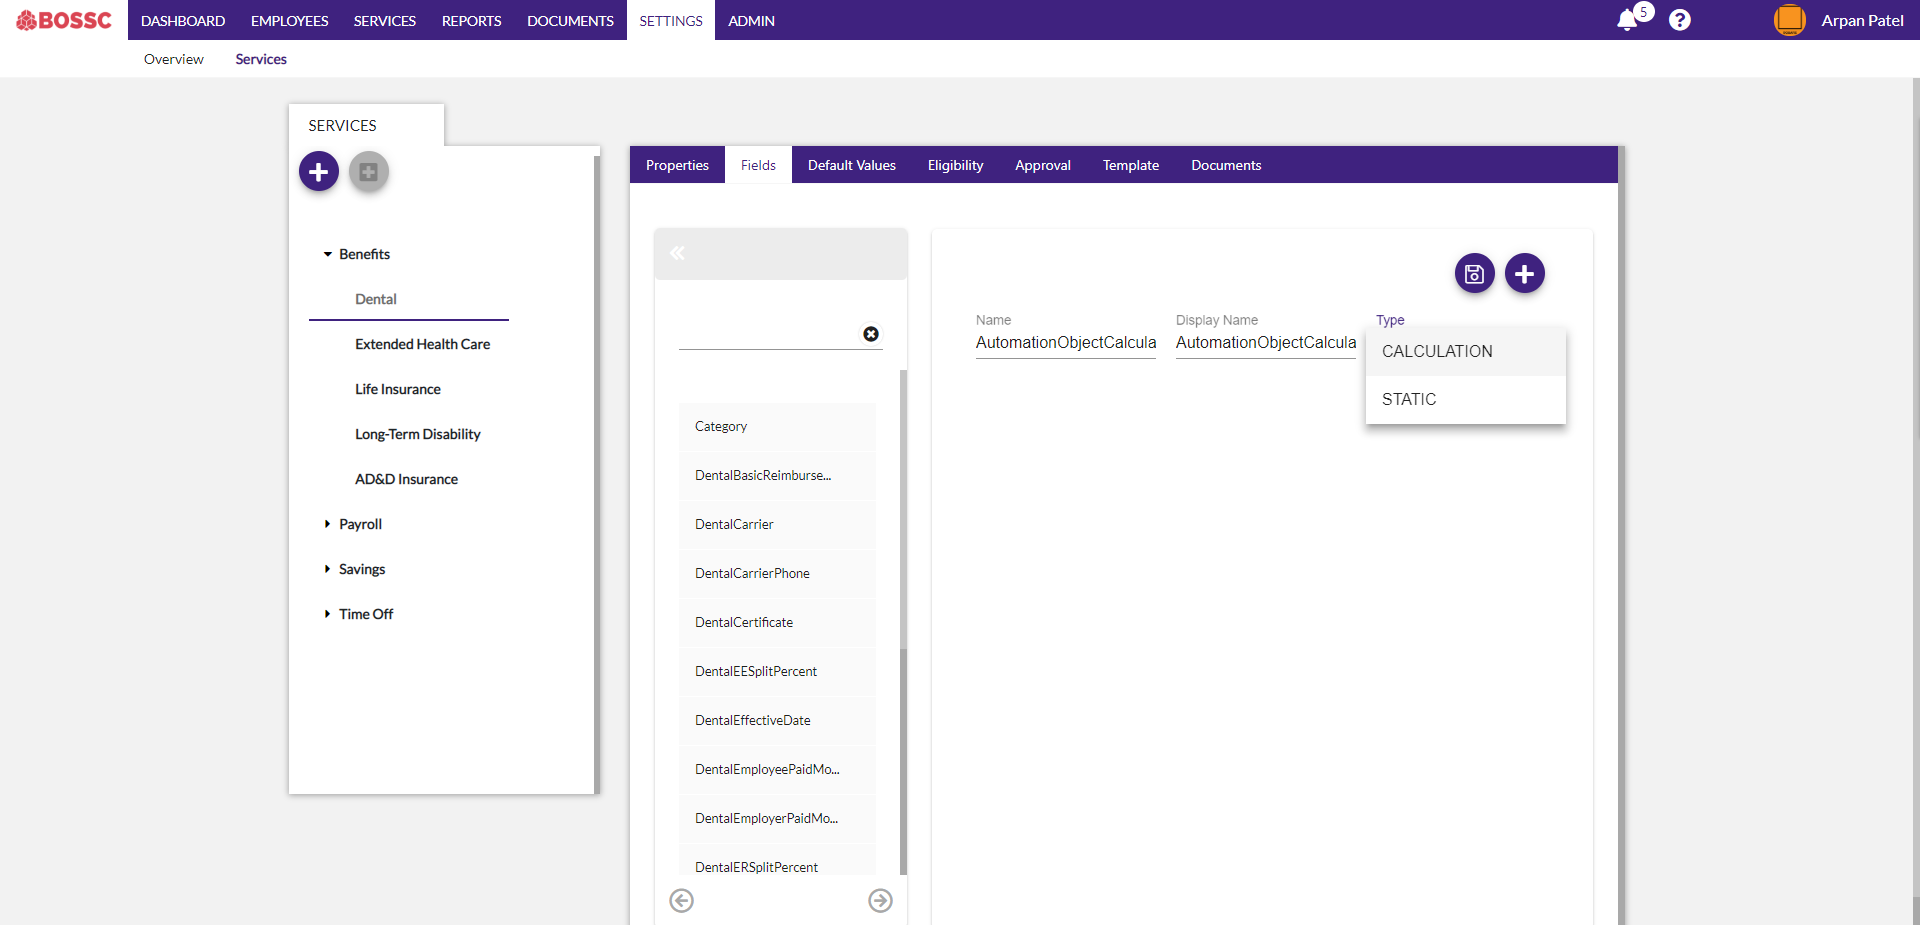 BOSSC DASHBOARD EMPLOYEES SERVICES REPORTS DOCUMENTS SETTINGS ADMIN 5 ? Arpan Patel
Overview Services
SERVICES
Benefits
Dental
Extended Health Care
Life Insurance
Long-Term Disability
AD&D Insurance
Payroll
Savings
Time Off
Properties Fields Default Values Eligibility Approval Template Documents
Category
DentalBasicReimburse...
DentalCarrier
DentalCarrierPhone
DentalCertificate
DentalEESplitPercent
DentalEffectiveDate
DentalEmployeePaidMo...
DentalEmployerPaidMo...
DentalERSplitPercent
Name Display Name Type
AutomationObjectCalcula AutomationObjectCalcula
CALCULATION
STATIC